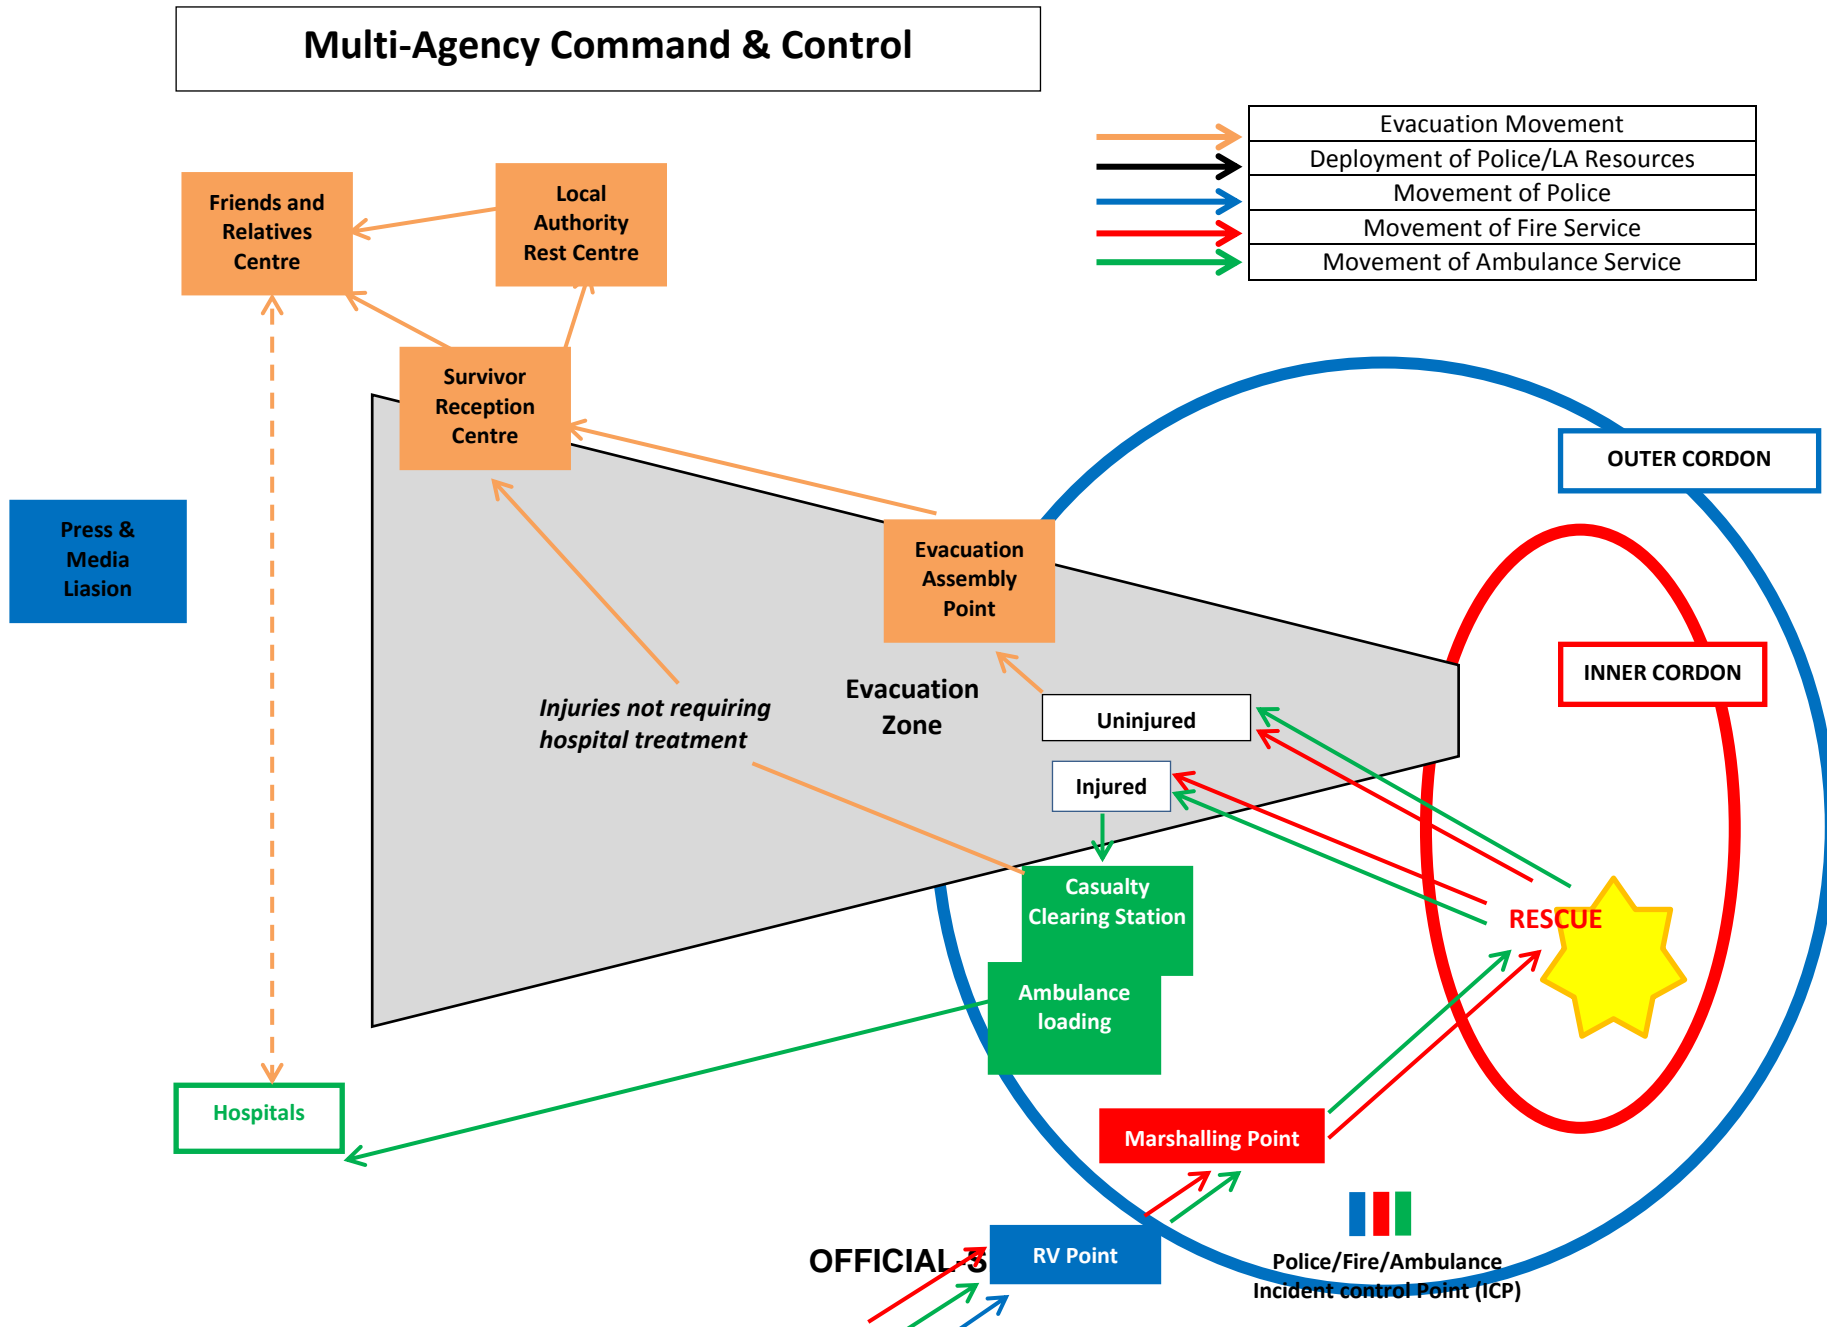 Multi-Agency Command & Control
Evacuation Movement
Deployment of Police/LA Resources
Movement of Police
Movement of Fire Service
Movement of Ambulance Service
Friends and
Relatives
Centre
Local
Authority
Rest Centre
Survivor
Reception
Centre
OUTER CORDON
Press &
Media
Liasion
Evacuation
Assembly
Point
INNER CORDON
Evacuation
Zone
Injuries not requiring
hospital treatment
Uninjured
Injured
Casualty
Clearing Station
RESCUE
Ambulance
loading
Hospitals
Marshalling Point
RV Point
OFFICIAL-S
Police/Fire/Ambulance
Incident control Point (ICP)